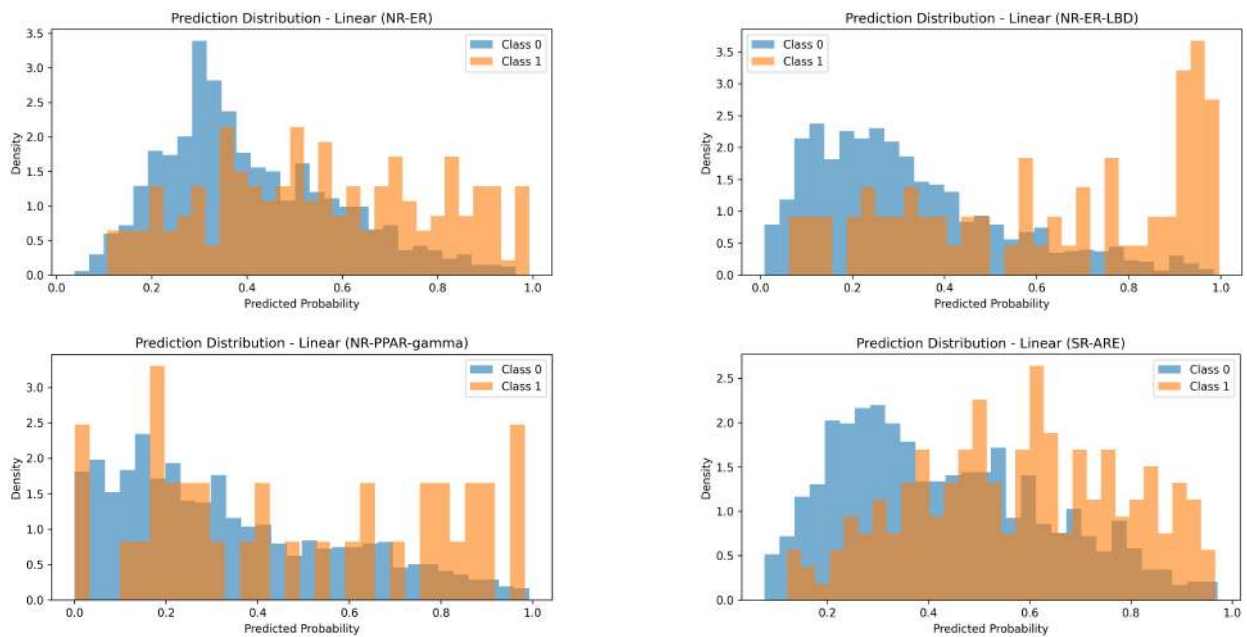 Prediction Distribution - Linear (NR-ER)
3.5
3.0
2.5
2.0
1.5
1.0
0.5
0.0
Density
Class 0
Class 1
0.0 0.2 0.4 0.6 0.8 1.0
Predicted Probability
Prediction Distribution - Linear (NR-ER-LBD)
3.5
3.0
2.5
2.0
1.5
1.0
0.5
0.0
Density
Class 0
Class 1
0.0 0.2 0.4 0.6 0.8 1.0
Predicted Probability
Prediction Distribution - Linear (NR-PPAR-gamma)
3.0
2.5
2.0
1.5
1.0
0.5
0.0
Density
Class 0
Class 1
0.0 0.2 0.4 0.6 0.8 1.0
Predicted Probability
Prediction Distribution - Linear (SR-ARE)
2.5
2.0
1.5
1.0
0.5
0.0
Density
Class 0
Class 1
0.2 0.4 0.6 0.8 1.0
Predicted Probability